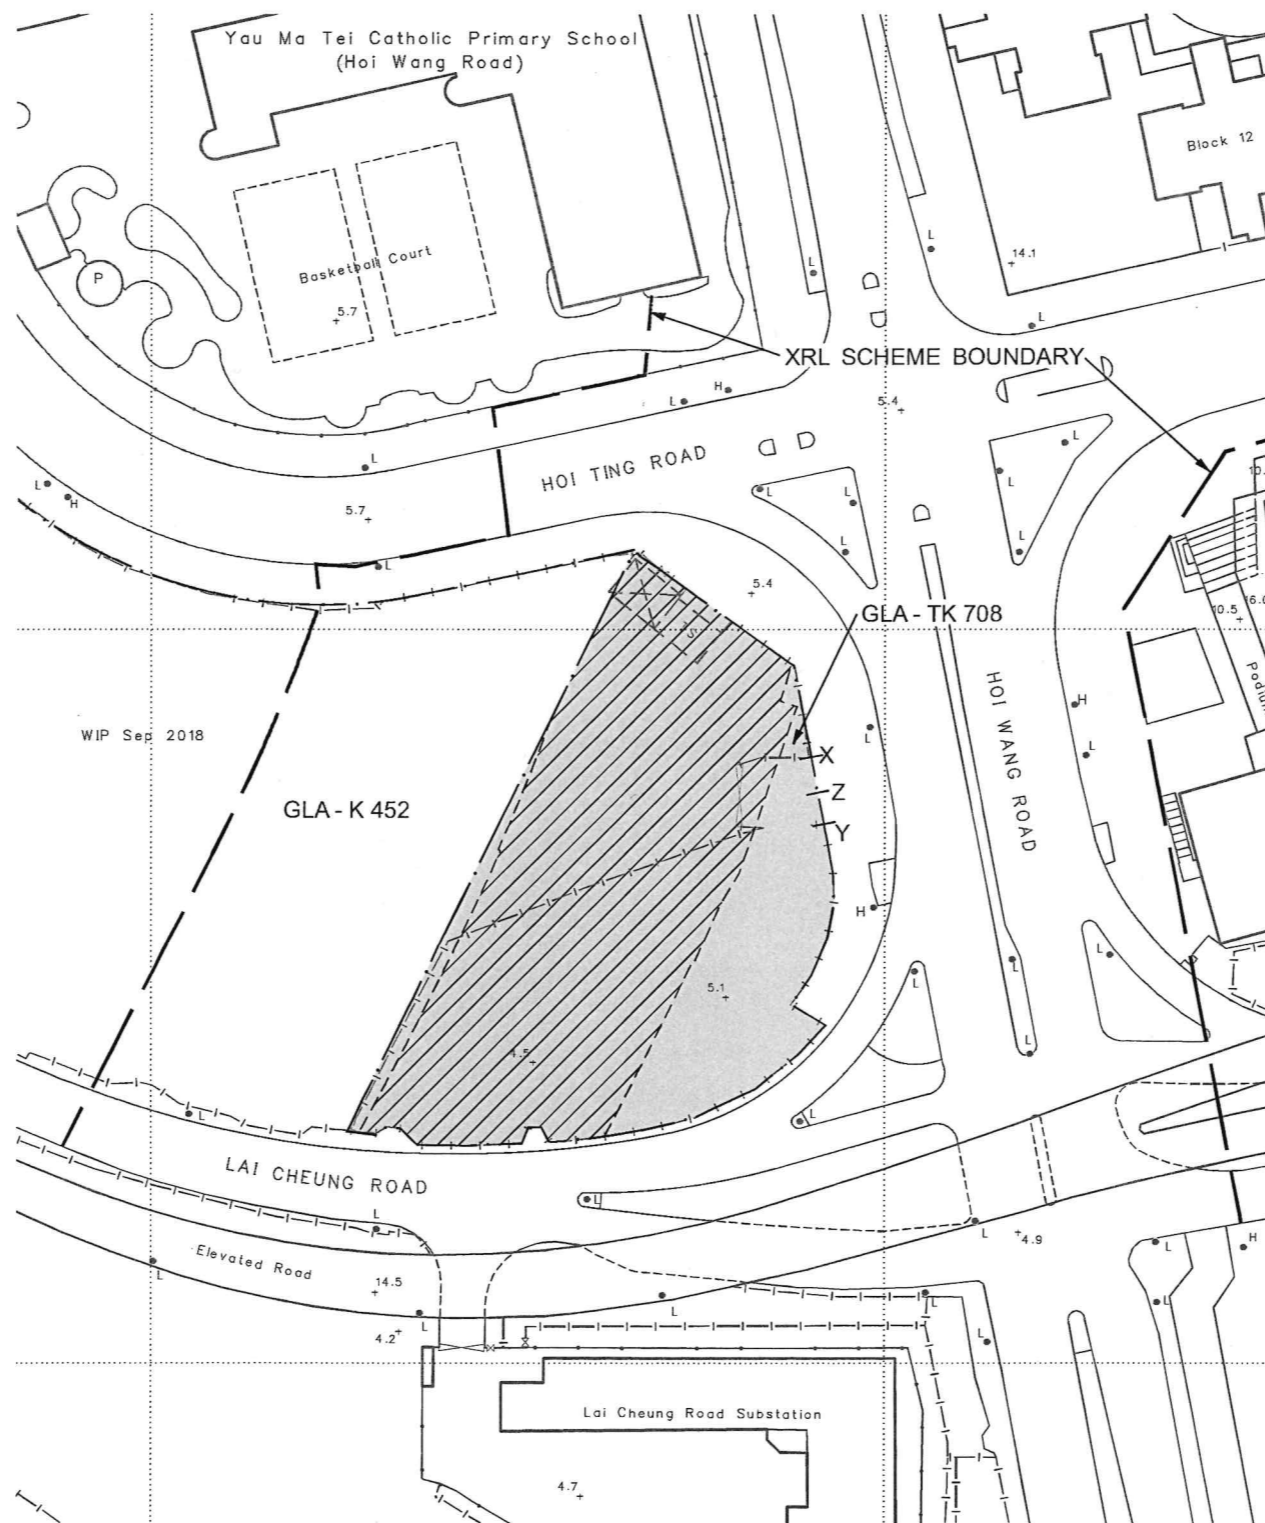 Yau Ma Tei Catholic Primary School
(Hoi Wang Road)
Block 12
L
14.1
P
Basketball Court
5.7
L
L
XRL SCHEME BOUNDARY
H
L
5.4
L
HOI TING ROAD
L
L
L
L
H
5.7
L
L
L
L
L
5.4
GLA - TK 708
10.5
HOI WANG ROAD
H
L
L
WIP Sep 2018
X
Z
GLA - K 452
Y
H
L
L
L
5.1
4.5
L
L
L
LAI CHEUNG ROAD
L
L
L
4.9
L
H
Elevated Road
L
14.5
L
L
L
L
4.2
L
Lai Cheung Road Substation
4.7